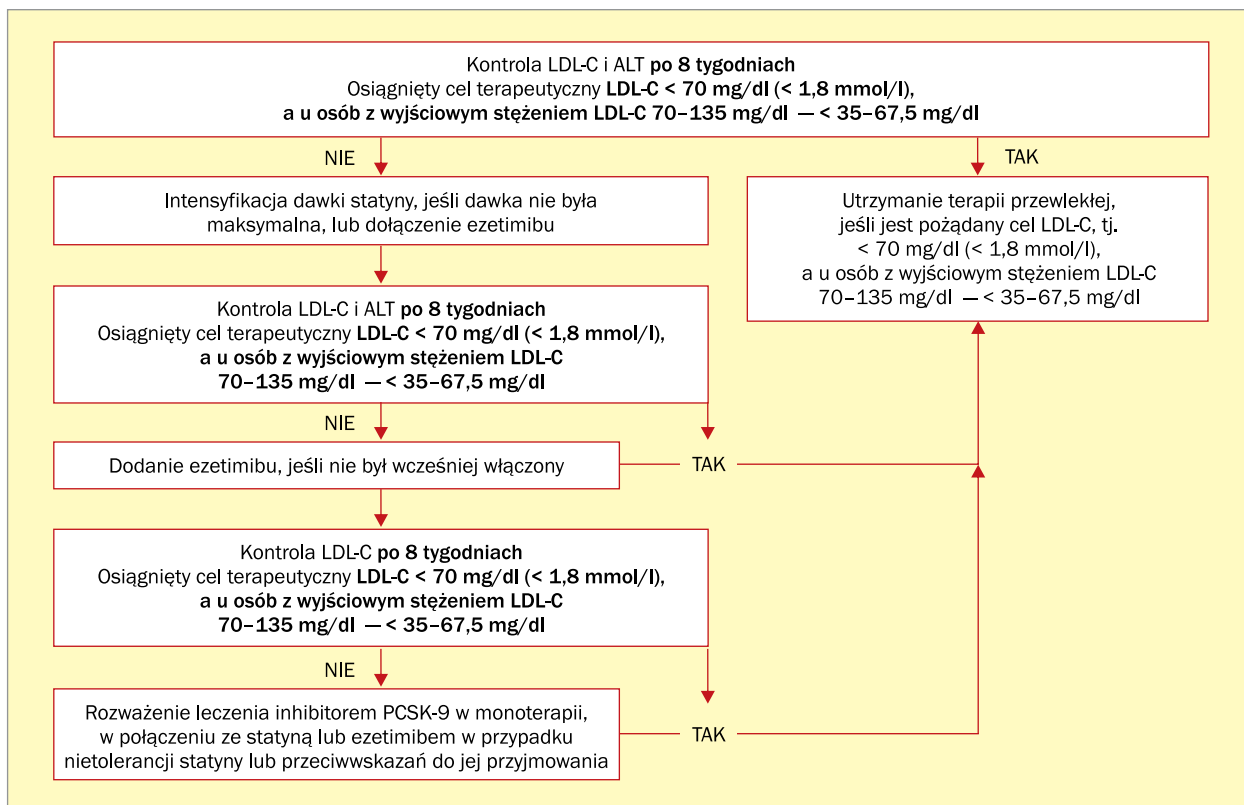 Kontrola LDL-C i ALT po 8 tygodniach
Osiągnięty cel terapeutyczny LDL-C < 70 mg/dl (< 1,8 mmol/l),
a u osób z wyjściowym stężeniem LDL-C 70–135 mg/dl — < 35–67,5 mg/dl
NIE
TAK
Intensyfikacja dawki statyny, jeśli dawka nie była
maksymalna, lub dołączenie ezetimibu
Utrzymanie terapii przewlekłej,
jeśli jest pożądany cel LDL-C, tj.
< 70 mg/dl (< 1,8 mmol/l),
a u osób z wyjściowym stężeniem LDL-C
70–135 mg/dl — < 35–67,5 mg/dl
Kontrola LDL-C i ALT po 8 tygodniach
Osiągnięty cel terapeutyczny LDL-C < 70 mg/dl (< 1,8 mmol/l),
a u osób z wyjściowym stężeniem LDL-C
70–135 mg/dl — < 35–67,5 mg/dl
NIE
Dodanie ezetimibu, jeśli nie był wcześniej włączony
TAK
Kontrola LDL-C po 8 tygodniach
Osiągnięty cel terapeutyczny LDL-C < 70 mg/dl (< 1,8 mmol/l),
a u osób z wyjściowym stężeniem LDL-C
70–135 mg/dl — < 35–67,5 mg/dl
NIE
Rozważenie leczenia inhibitorem PCSK-9 w monoterapii,
w połączeniu ze statyną lub ezetimibem w przypadku
nietolerancji statyny lub przeciwwskazań do jej przyjmowania
TAK